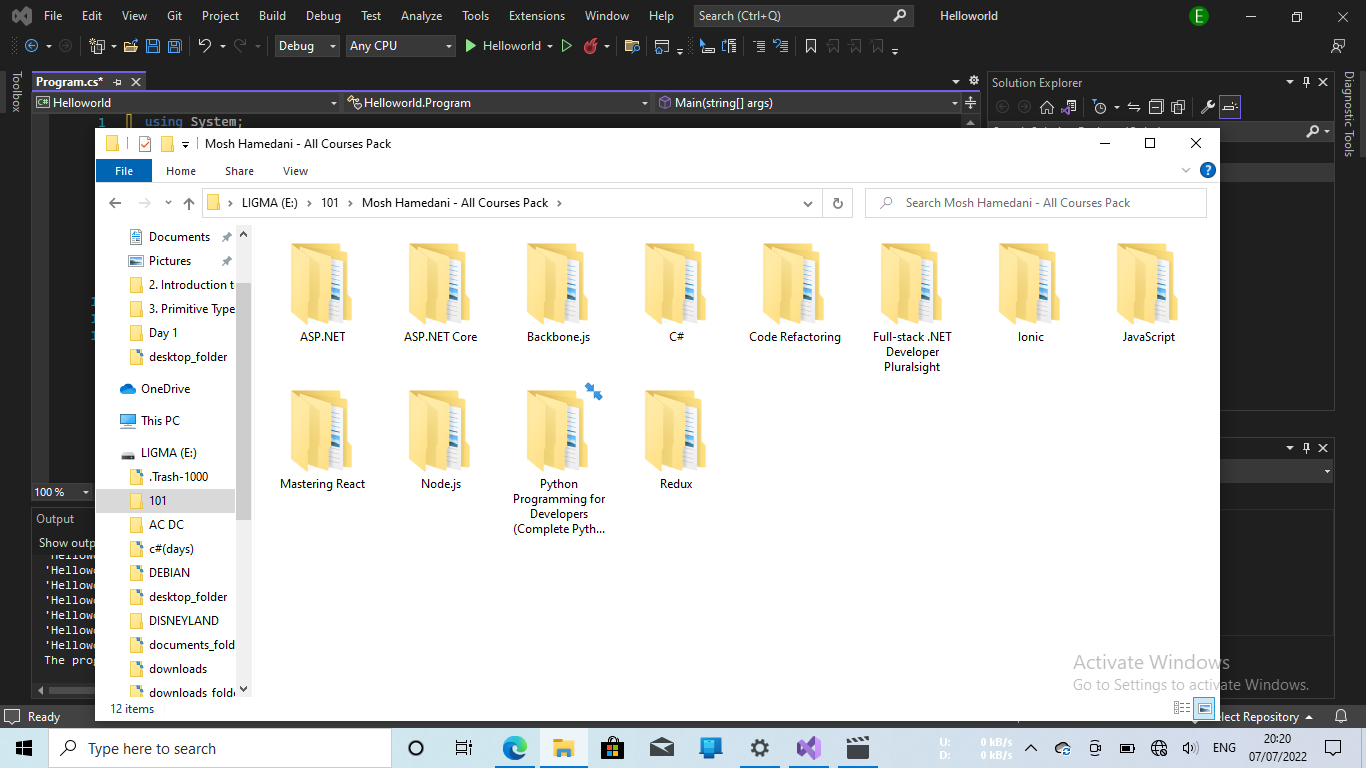 File Edit View Git Project Build Debug Test Analyze Tools Extensions Window Help Search (Ctrl+Q) Helloworld E
Debug Any CPU Helloworld
Toolbox
Program.cs*
Solution Explorer
Diagnostic Tools
C# Helloworld Helloworld.Program Main(string[] args)
1 using System;
Mosh Hamedani - All Courses Pack
File Home Share View
LIGMA (E:) 101 Mosh Hamedani - All Courses Pack
Search Mosh Hamedani - All Courses Pack
Documents
Pictures
2. Introduction t
3. Primitive Type
Day 1
desktop_folder
OneDrive
This PC
LIGMA (E:)
.Trash-1000
101
AC DC
c#(days)
DEBIAN
desktop_folder
DISNEYLAND
documents_fold
downloads
downloads_folde
ASP.NET
ASP.NET Core
Backbone.js
C#
Code Refactoring
Full-stack .NET
Developer
Pluralsight
Ionic
JavaScript
Mastering React
Node.js
Python
Programming for
Developers
(Complete Pyth...
Redux
12 items
100 %
Output
Show outp
'Hellow
'Hellow
'Hellow
'Hellow
'Hellow
'Hellow
The prog
Activate Windows
Go to Settings to activate Windows.
Ready
lect Repository
Type here to search
U: 0 kB/s
D: 0 kB/s
ENG
20:20
07/07/2022